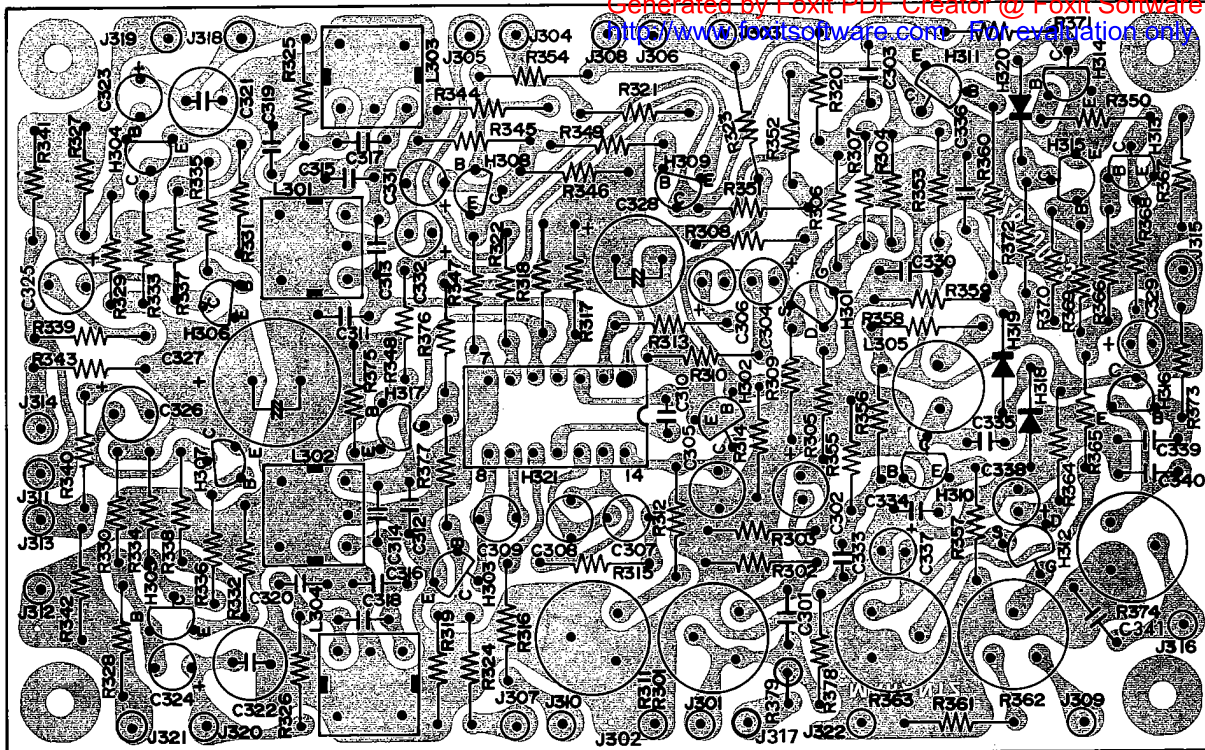 Generated by Foxit PDF Creator @ Foxit Software
http://www.foxitsoftware.com For evaluation only.
J319 J318 R325 L303 J305 J304 J308 J306 J303 R371
C323 C321 C319 R354 R344 R321 R320 C303 H311 H320 H314
R341 R327 H304 R345 R349 R323 R352 C336 R360 R350 H313
R335 C315 C317 C331 H308 R346 H309 R351 R307 R304 R353 H315 R367
L301 R331 C328 R308 R306 R368 J315
C325 R329 R333 R337 C313 C332 R347 R322 R318 R317 C330 R372
H306 C311 R376 C306 C304 S G D H301 R359 R370 R369 R366 C329
R339 R313 R358 H319
R343 C327 R375 R348 7 R310 H302 R309 L305 H318 H316 R373
J314 C326 H317 C310 R305 R356 C335
R340 H307 L302 R377 8 H321 14 C305 R314 R355 H310 C338 R364 R365 C339
J311 C334 C340
J313 R330 R334 R338 C314 C312 C309 C308 C307 R312 C302 R303 C333 C337 R357 S D G H312
J312 R342 H305 R336 R332 C320 C316 H303 R315 R302
L304 C318 C301 R374 C341
R328 R319 R324 R316 J316
C324 C322 R326 J307 J310 R311 R301 J301 R379 R378 R363 R362 J309
R361
J321 J320 J302 J317 J322